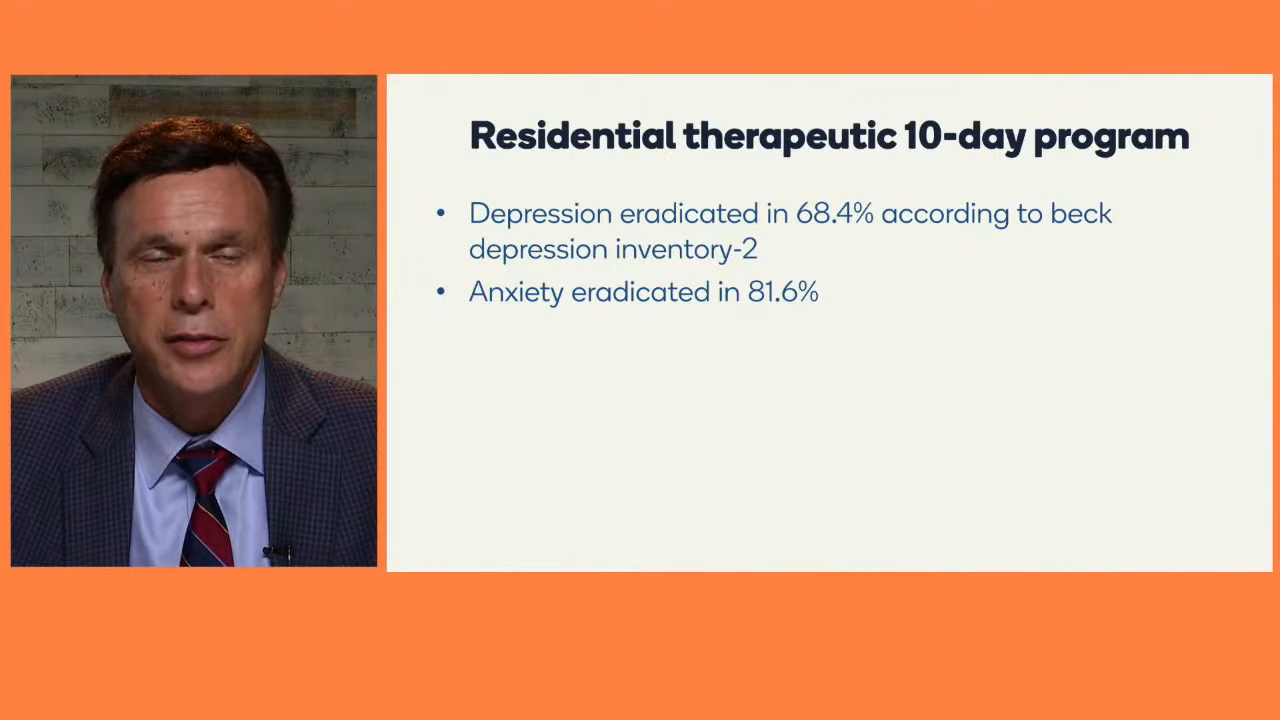 Residential therapeutic 10-day program
• Depression eradicated in 68.4% according to beck
depression inventory-2
• Anxiety eradicated in 81.6%